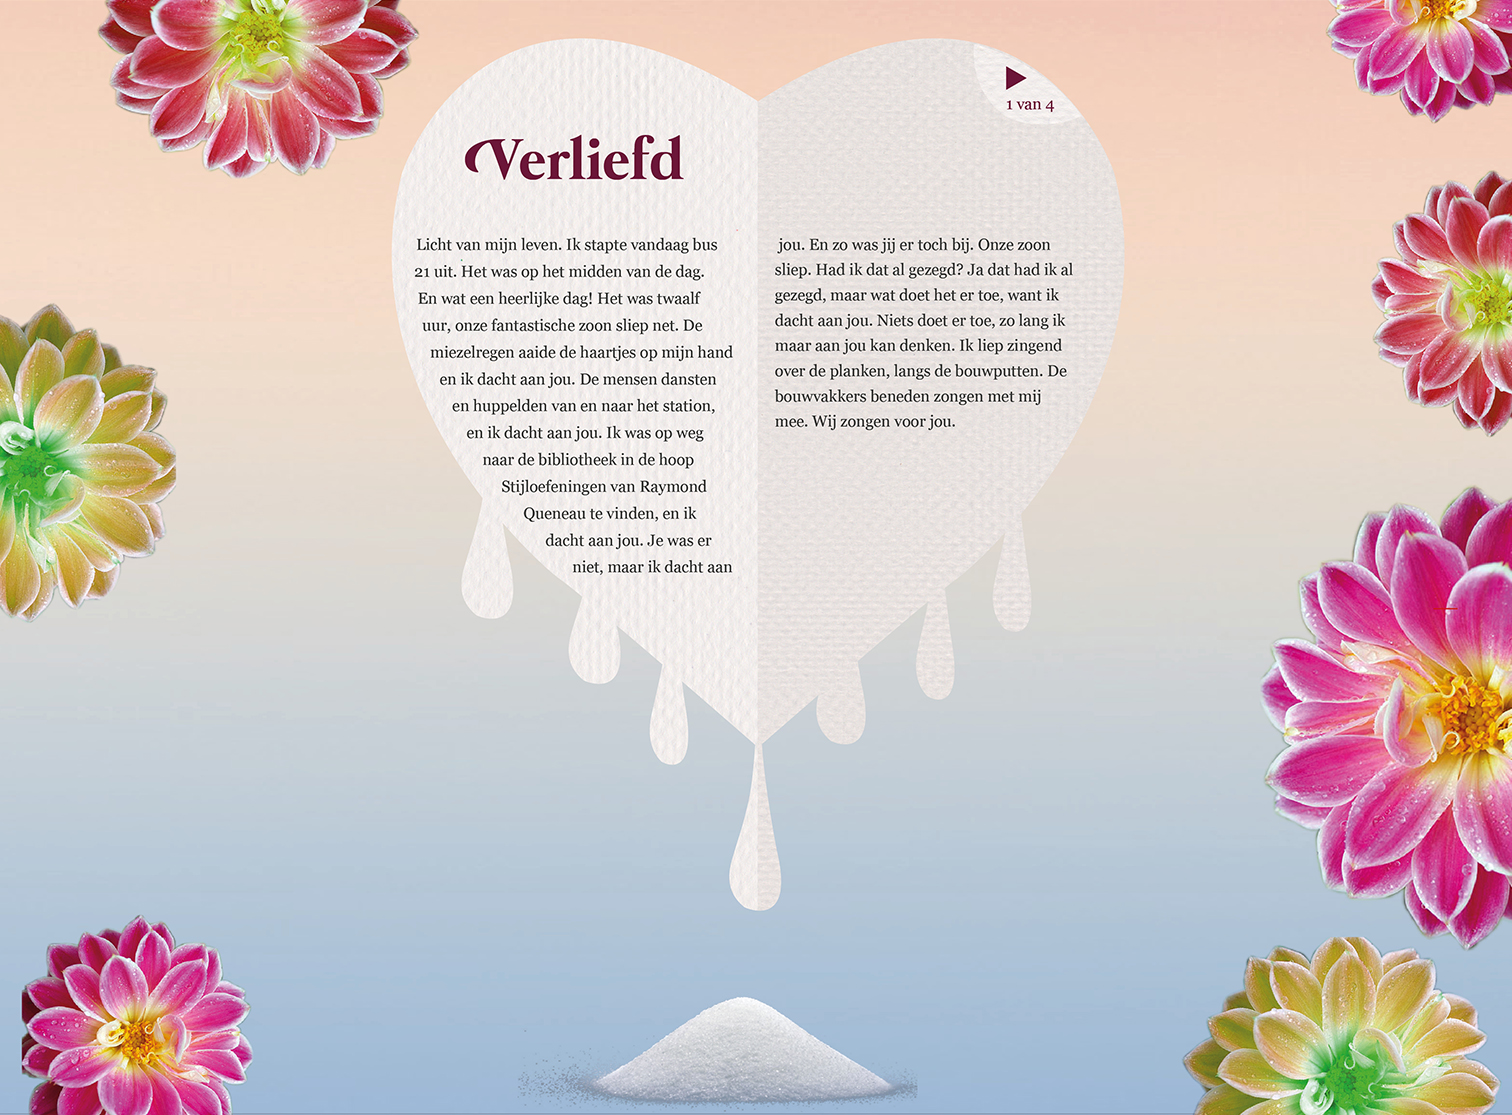 Verliefd
Licht van mijn leven. Ik stapte vandaag bus
21 uit. Het was op het midden van de dag.
En wat een heerlijke dag! Het was twaalf
uur, onze fantastische zoon sliep net. De
miezelregen aaide de haartjes op mijn hand
en ik dacht aan jou. De mensen dansten
en huppelden van en naar het station,
en ik dacht aan jou. Ik was op weg
naar de bibliotheek in de hoop
Stijloefeningen van Raymond
Queneau te vinden, en ik
dacht aan jou. Je was er
niet, maar ik dacht aan
1 van 4
jou. En zo was jij er toch bij. Onze zoon
sliep. Had ik dat al gezegd? Ja dat had ik al
gezegd, maar wat doet het er toe, want ik
dacht aan jou. Niets doet er toe, zo lang ik
maar aan jou kan denken. Ik liep zingend
over de planken, langs de bouwputten. De
bouwvakkers beneden zongen met mij
mee. Wij zongen voor jou.